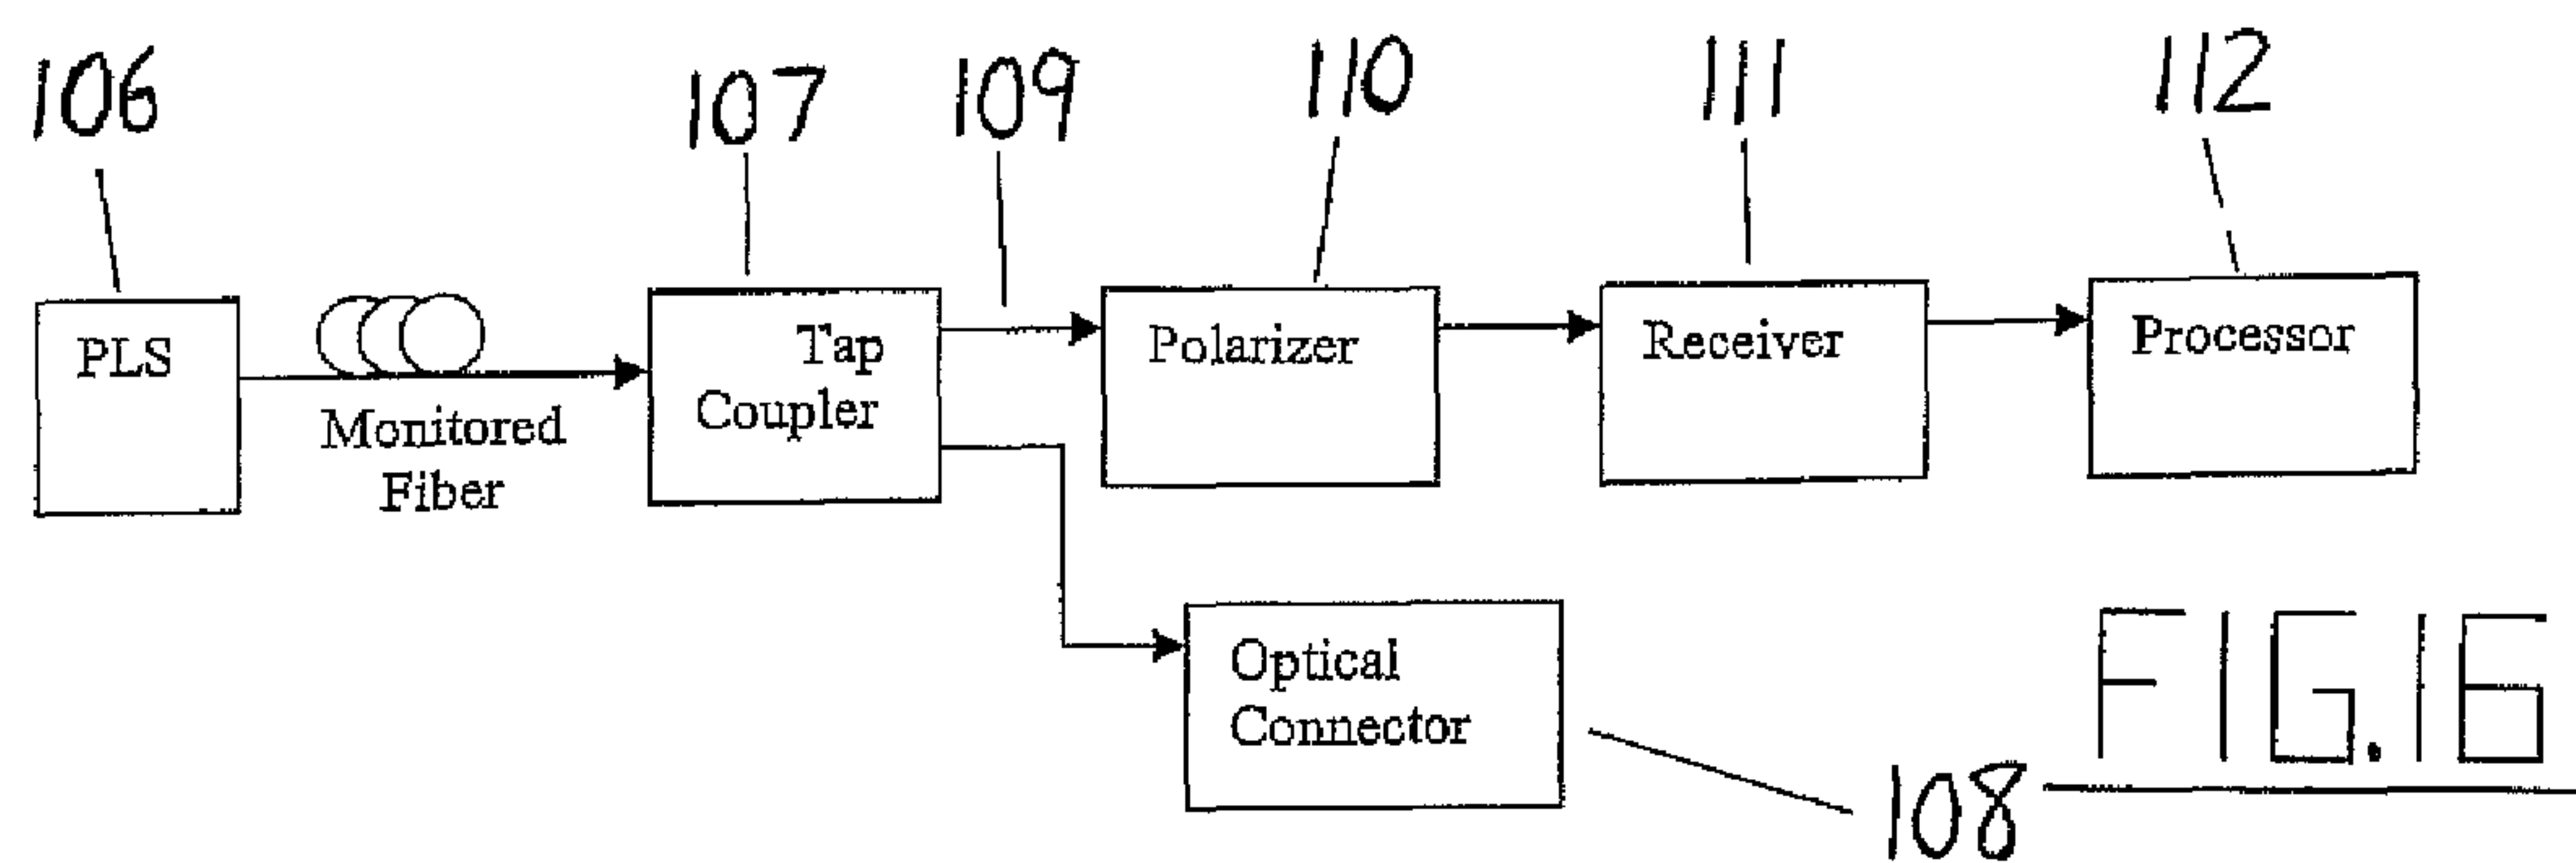 106
107
109
110
111
112
PLS
Monitored
Fiber
Tap
Coupler
Polarizer
Receiver
Processor
Optical
Connector
108
FIG.16